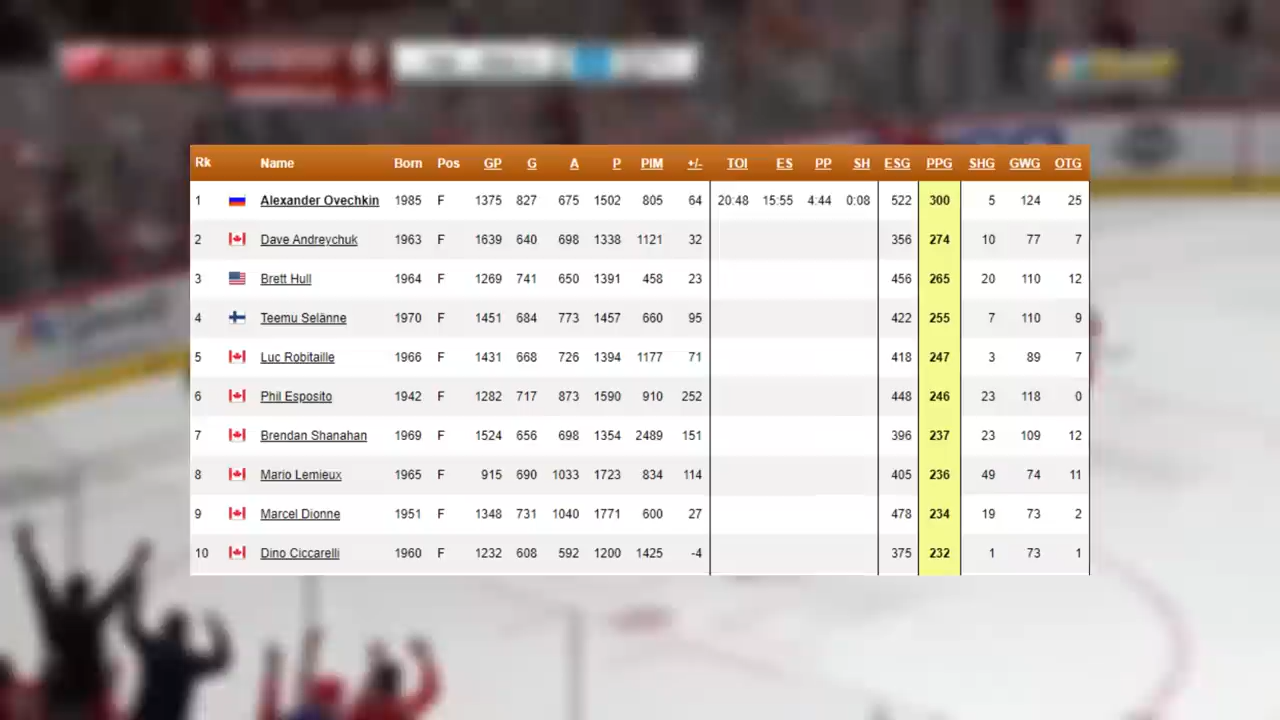 Rk Name Born Pos GP G A P PIM +/- TOI ES PP SH ESG PPG SHG GWG OTG
1 Alexander Ovechkin 1985 F 1375 827 675 1502 805 64 20:48 15:55 4:44 0:08 522 300 5 124 25
2 Dave Andreychuk 1963 F 1639 640 698 1338 1121 32 356 274 10 77 7
3 Brett Hull 1964 F 1269 741 650 1391 458 23 456 265 20 110 12
4 Teemu Selänne 1970 F 1451 684 773 1457 660 95 422 255 7 110 9
5 Luc Robitaille 1966 F 1431 668 726 1394 1177 71 418 247 3 89 7
6 Phil Esposito 1942 F 1282 717 873 1590 910 252 448 246 23 118 0
7 Brendan Shanahan 1969 F 1524 656 698 1354 2489 151 396 237 23 109 12
8 Mario Lemieux 1965 F 915 690 1033 1723 834 114 405 236 49 74 11
9 Marcel Dionne 1951 F 1348 731 1040 1771 600 27 478 234 19 73 2
10 Dino Ciccarelli 1960 F 1232 608 592 1200 1425 -4 375 232 1 73 1